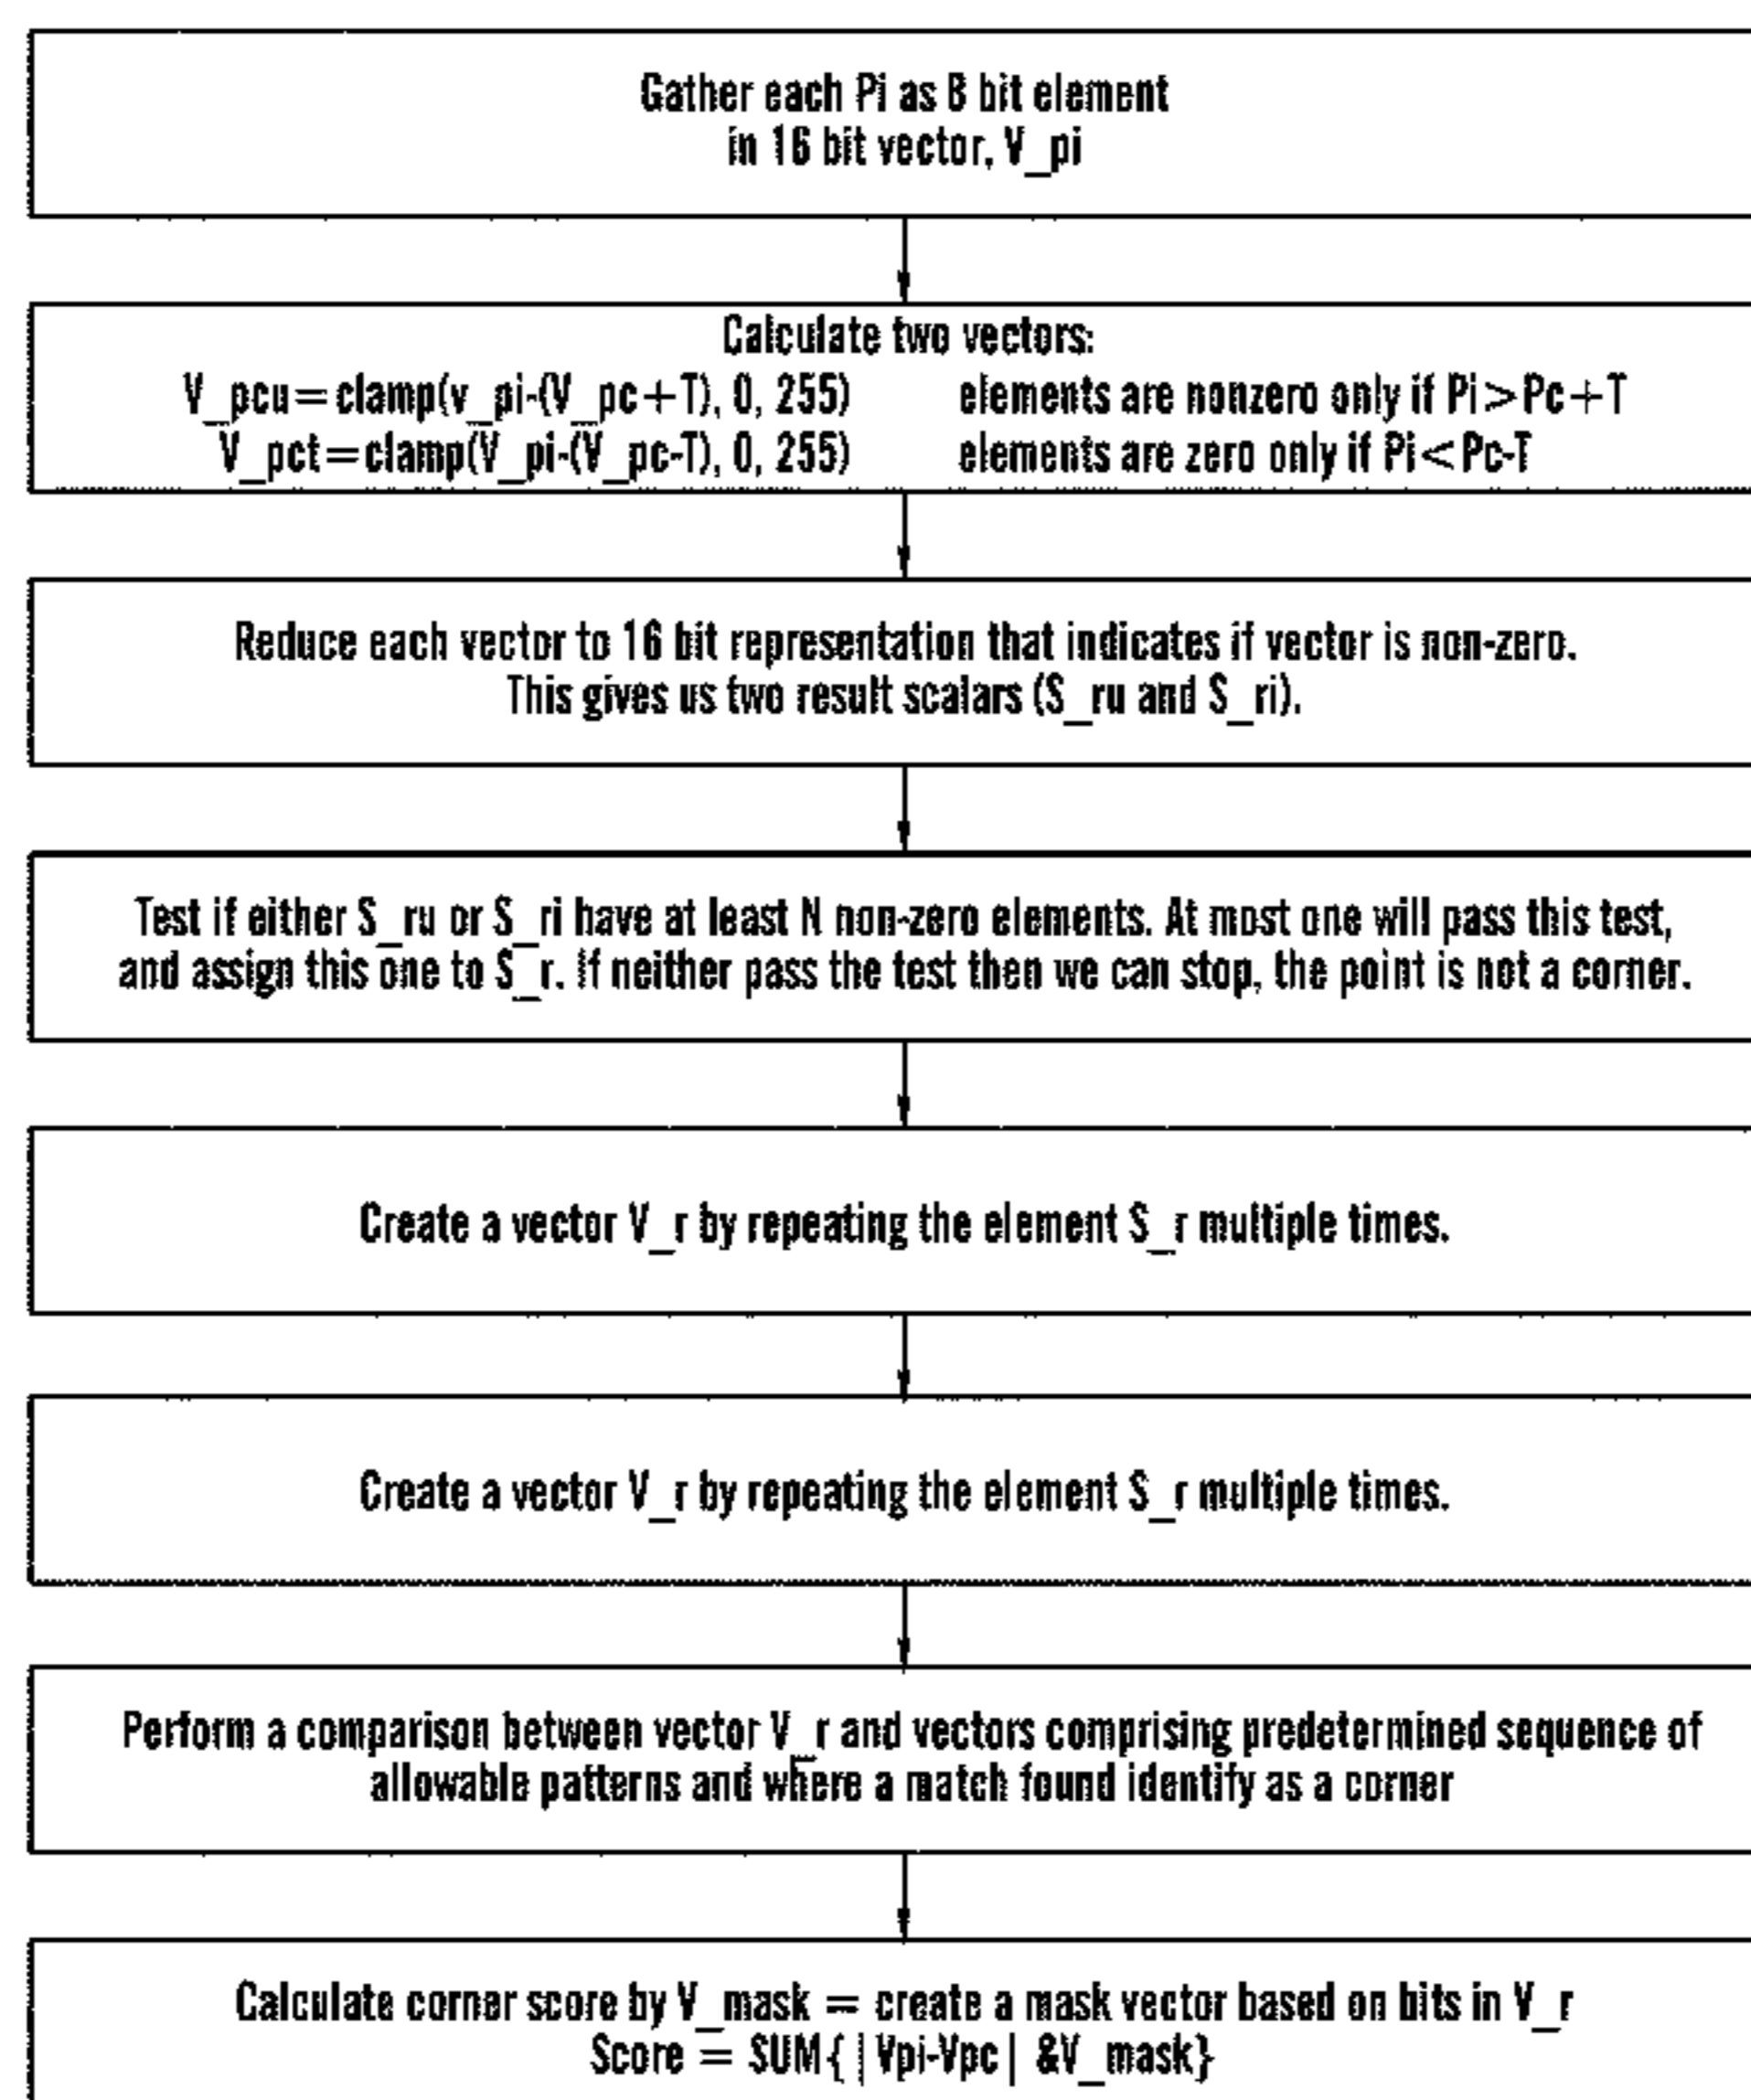 Gather each Pi as 8 bit element
in 16 bit vector, V_pi
Calculate two vectors:
V_pcu=clamp(v_pi-(V_pc+T), 0, 255) elements are nonzero only if Pi>Pc+T
V_pct=clamp(V_pi-(V_pc-T), 0, 255) elements are zero only if Pi<Pc-T
Reduce each vector to 16 bit representation that indicates if vector is non-zero.
This gives us two result scalars (S_ru and S_ri).
Test if either S_ru or S_ri have at least N non-zero elements. At most one will pass this test,
and assign this one to S_r. If neither pass the test then we can stop, the point is not a corner.
Create a vector V_r by repeating the element S_r multiple times.
Create a vector V_r by repeating the element S_r multiple times.
Perform a comparison between vector V_r and vectors comprising predetermined sequence of
allowable patterns and where a match found identify as a corner
Calculate corner score by V_mask = create a mask vector based on bits in V_r
Score = SUM{|Vpi-Vpc| &V_mask}